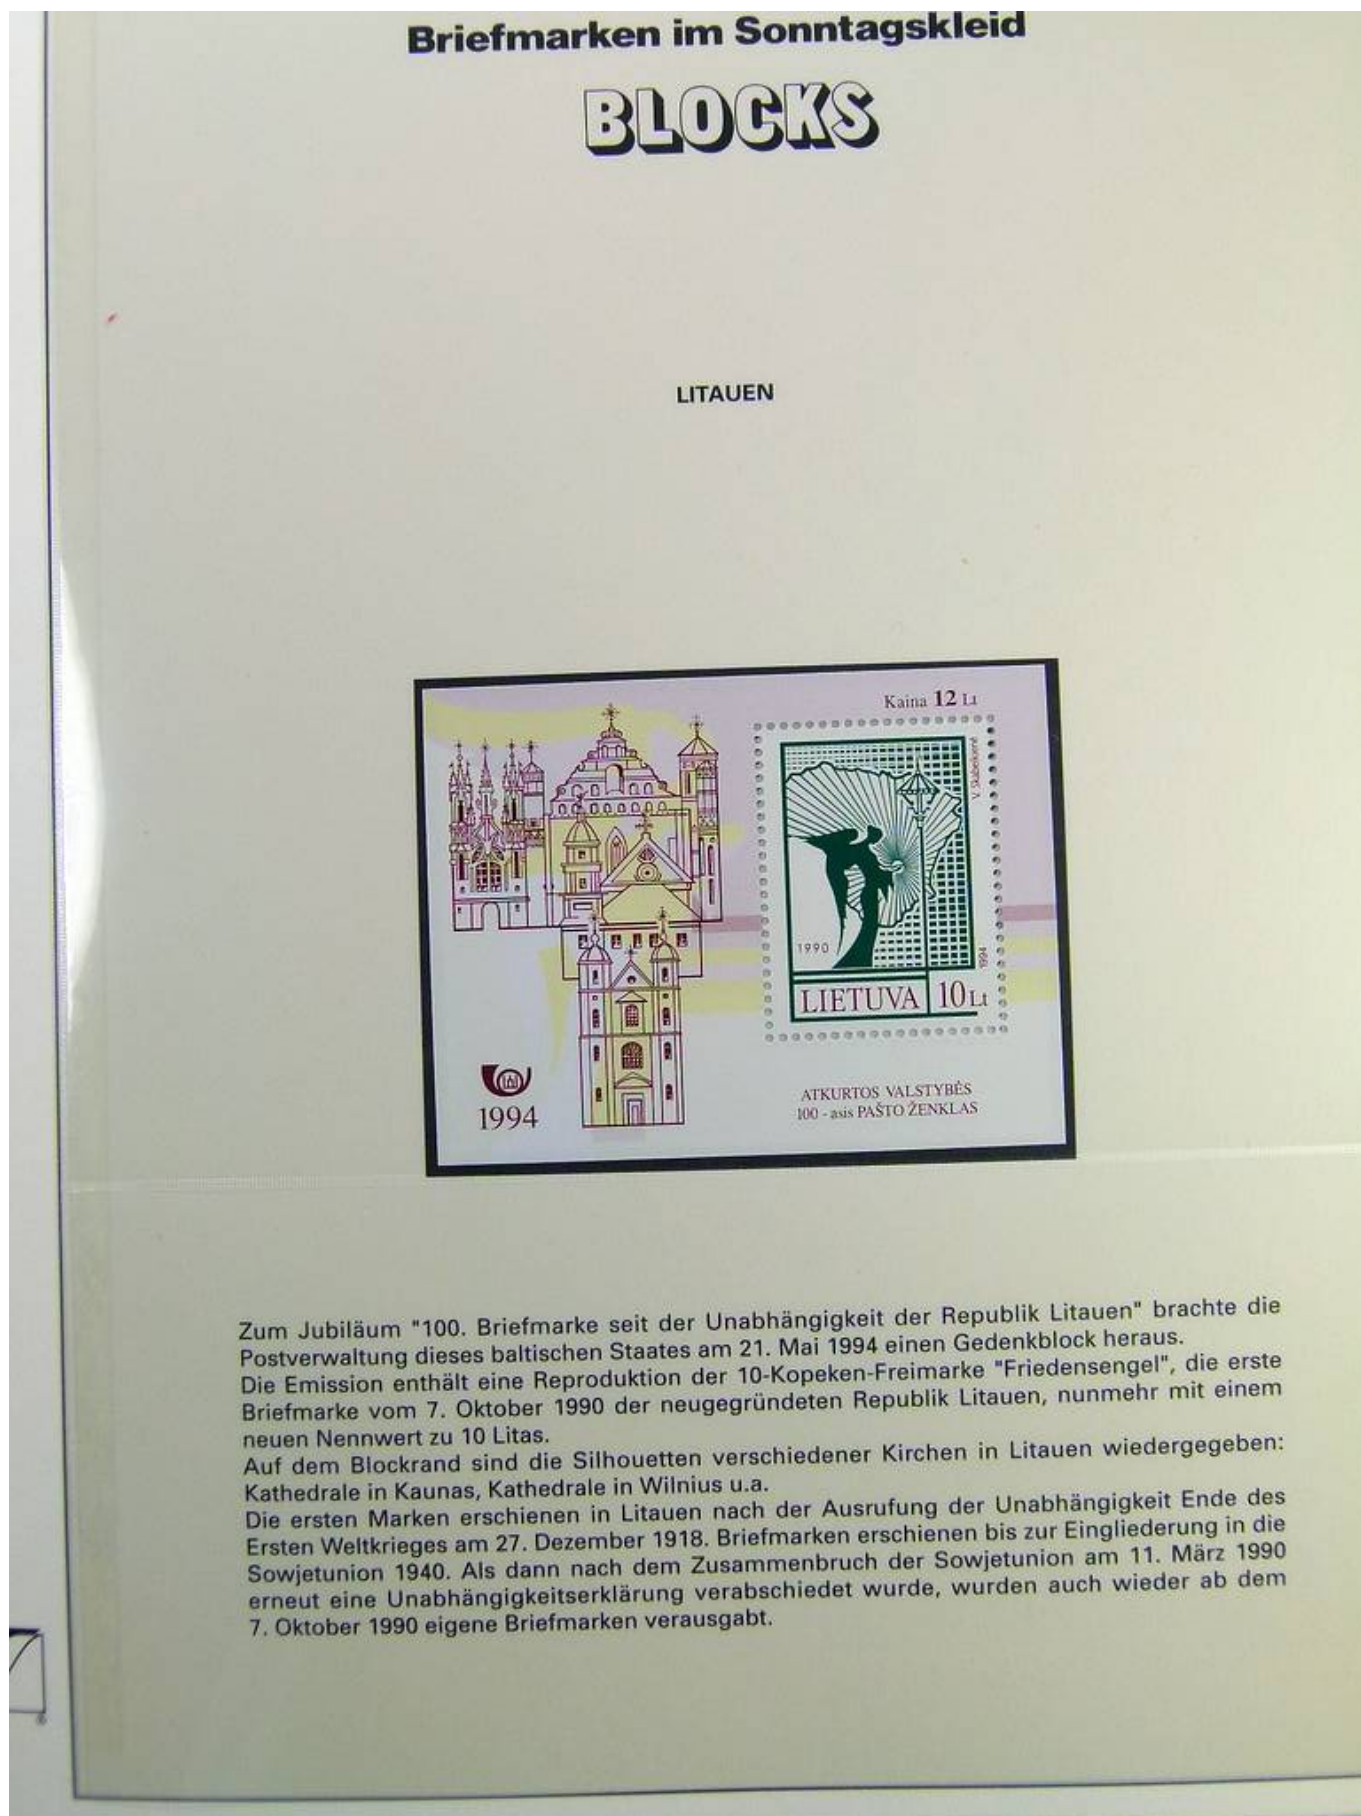 Briefmarken im Sonntagskleid
BLOCKS
LITAUEN
Kaina 12 Lt
V. Skabeikienė
1990
1994
LIETUVA 10 Lt
1994
ATKURTOS VALSTYBĖS
100 - asis PAŠTO ŽENKLAS
Zum Jubiläum "100. Briefmarke seit der Unabhängigkeit der Republik Litauen" brachte die
Postverwaltung dieses baltischen Staates am 21. Mai 1994 einen Gedenkblock heraus.
Die Emission enthält eine Reproduktion der 10-Kopeken-Freimarke "Friedensengel", die erste
Briefmarke vom 7. Oktober 1990 der neugegründeten Republik Litauen, nunmehr mit einem
neuen Nennwert zu 10 Litas.
Auf dem Blockrand sind die Silhouetten verschiedener Kirchen in Litauen wiedergegeben:
Kathedrale in Kaunas, Kathedrale in Wilnius u.a.
Die ersten Marken erschienen in Litauen nach der Ausrufung der Unabhängigkeit Ende des
Ersten Weltkrieges am 27. Dezember 1918. Briefmarken erschienen bis zur Eingliederung in die
Sowjetunion 1940. Als dann nach dem Zusammenbruch der Sowjetunion am 11. März 1990
erneut eine Unabhängigkeitserklärung verabschiedet wurde, wurden auch wieder ab dem
7. Oktober 1990 eigene Briefmarken verausgabt.